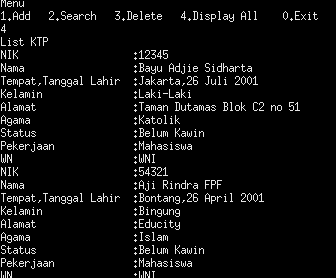 Menu
1.Add   2.Search   3.Delete   4.Display All    0.Exit
4
List KTP
NIK                   :12345
Nama                  :Bayu Adjie Sidharta
Tempat,Tanggal Lahir  :Jakarta,26 Juli 2001
Kelamin               :Laki-Laki
Alamat                :Taman Dutamas Blok C2 no 51
Agama                 :Katolik
Status                :Belum Kawin
Pekerjaan             :Mahasiswa
WN                    :WNI
NIK                   :54321
Nama                  :Aji Rindra FPF
Tempat,Tanggal Lahir  :Bontang,26 April 2001
Kelamin               :Bingung
Alamat                :Educity
Agama                 :Islam
Status                :Belum Kawin
Pekerjaan             :Mahasiswa
WN                    :WNI